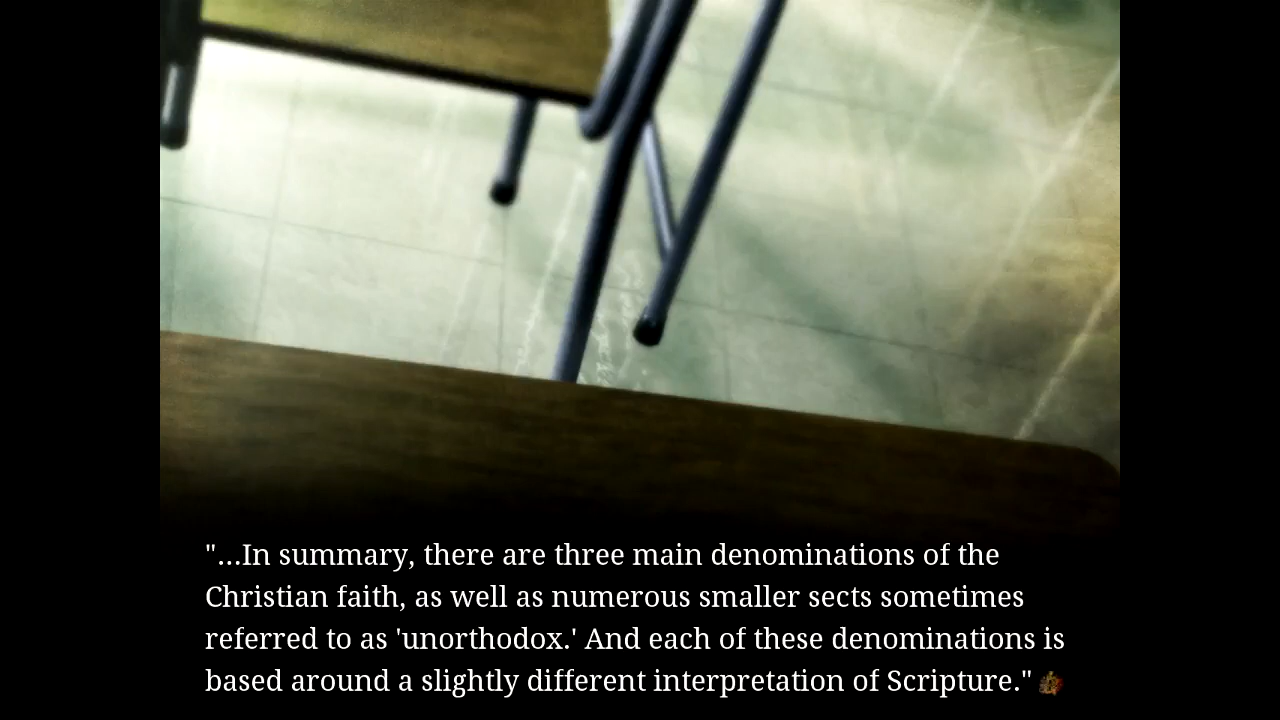 "…In summary, there are three main denominations of the
Christian faith, as well as numerous smaller sects sometimes
referred to as 'unorthodox.' And each of these denominations is
based around a slightly different interpretation of Scripture."